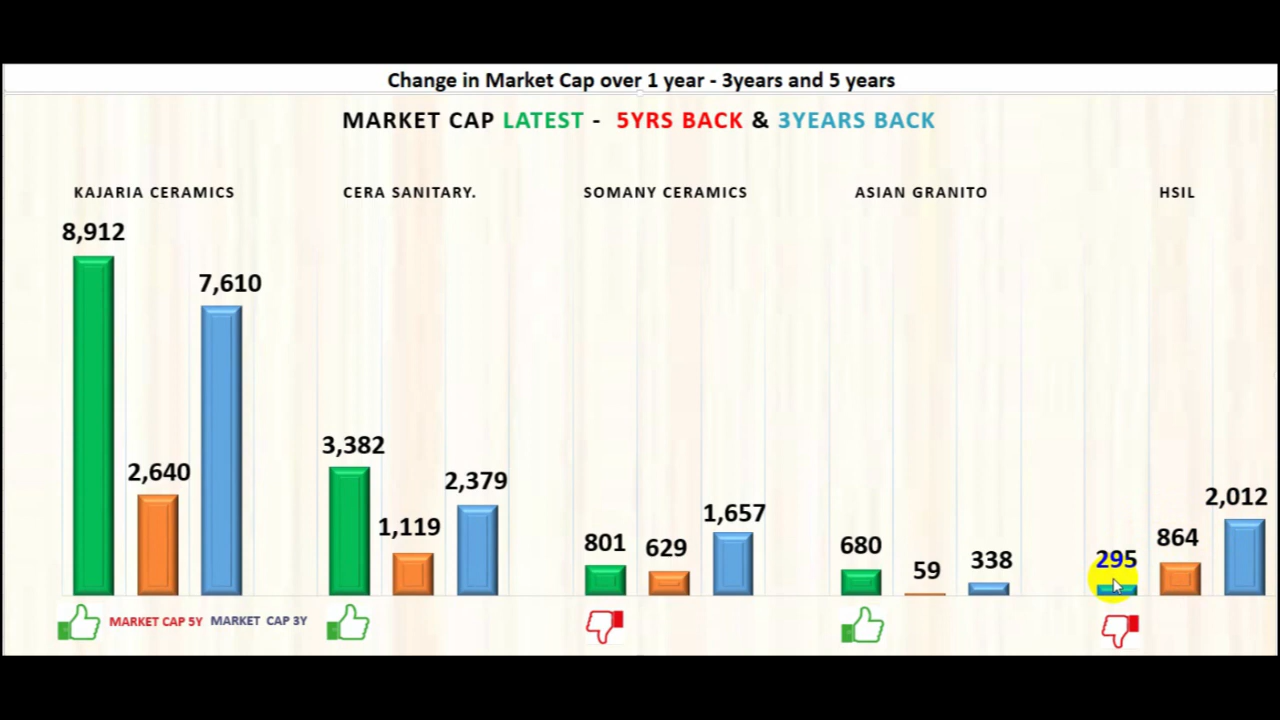 Change in Market Cap over 1 year - 3years and 5 years
MARKET CAP LATEST - 5YRS BACK & 3YEARS BACK
KAJARIA CERAMICS
CERA SANITARY.
SOMANY CERAMICS
ASIAN GRANITO
HSIL
8,912
2,640
7,610
3,382
1,119
2,379
801
629
1,657
680
59
338
295
864
2,012
MARKET CAP 5Y
MARKET CAP 3Y